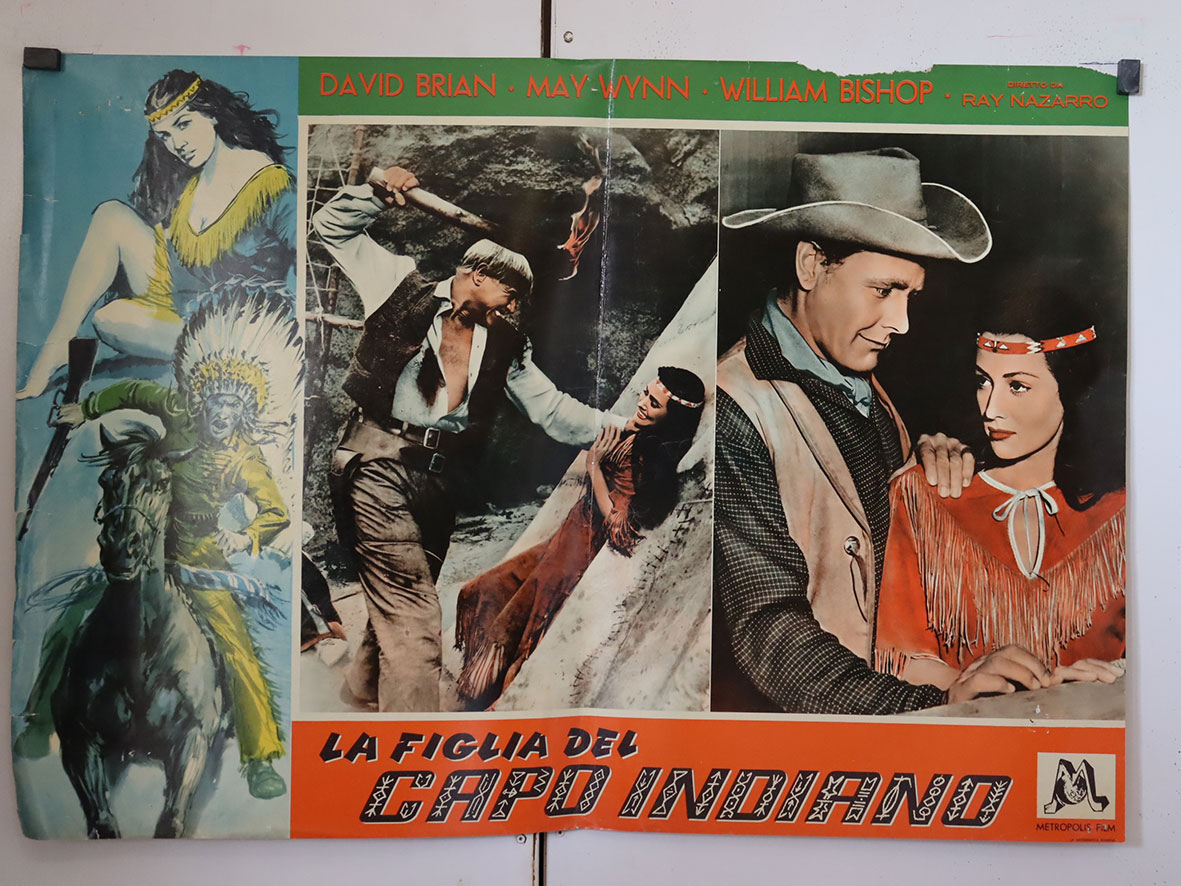 DAVID BRIAN · MAY WYNN · WILLIAM BISHOP ·
DIRETTO DA
RAY NAZARRO
LA FIGLIA DEL
CAPO INDIANO
M
METROPOLIS FILM